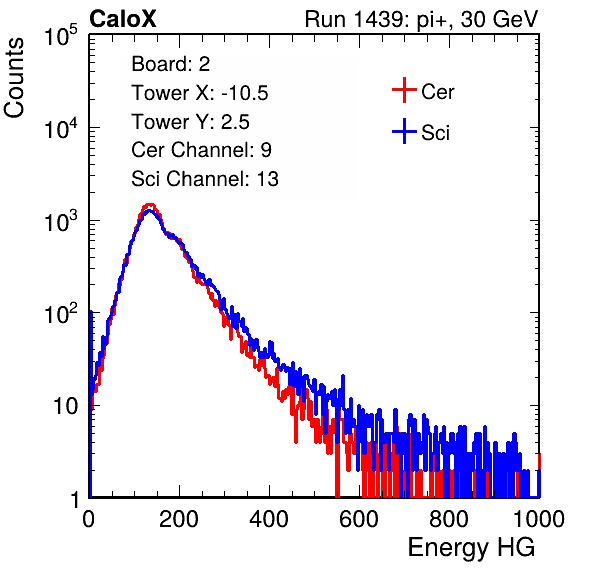 CaloX Run 1439: pi+, 30 GeV
Counts
Board: 2
Tower X: -10.5
Tower Y: 2.5
Cer Channel: 9
Sci Channel: 13
Cer
Sci
10^5
10^4
10^3
10^2
10
1
0 200 400 600 800 1000
Energy HG